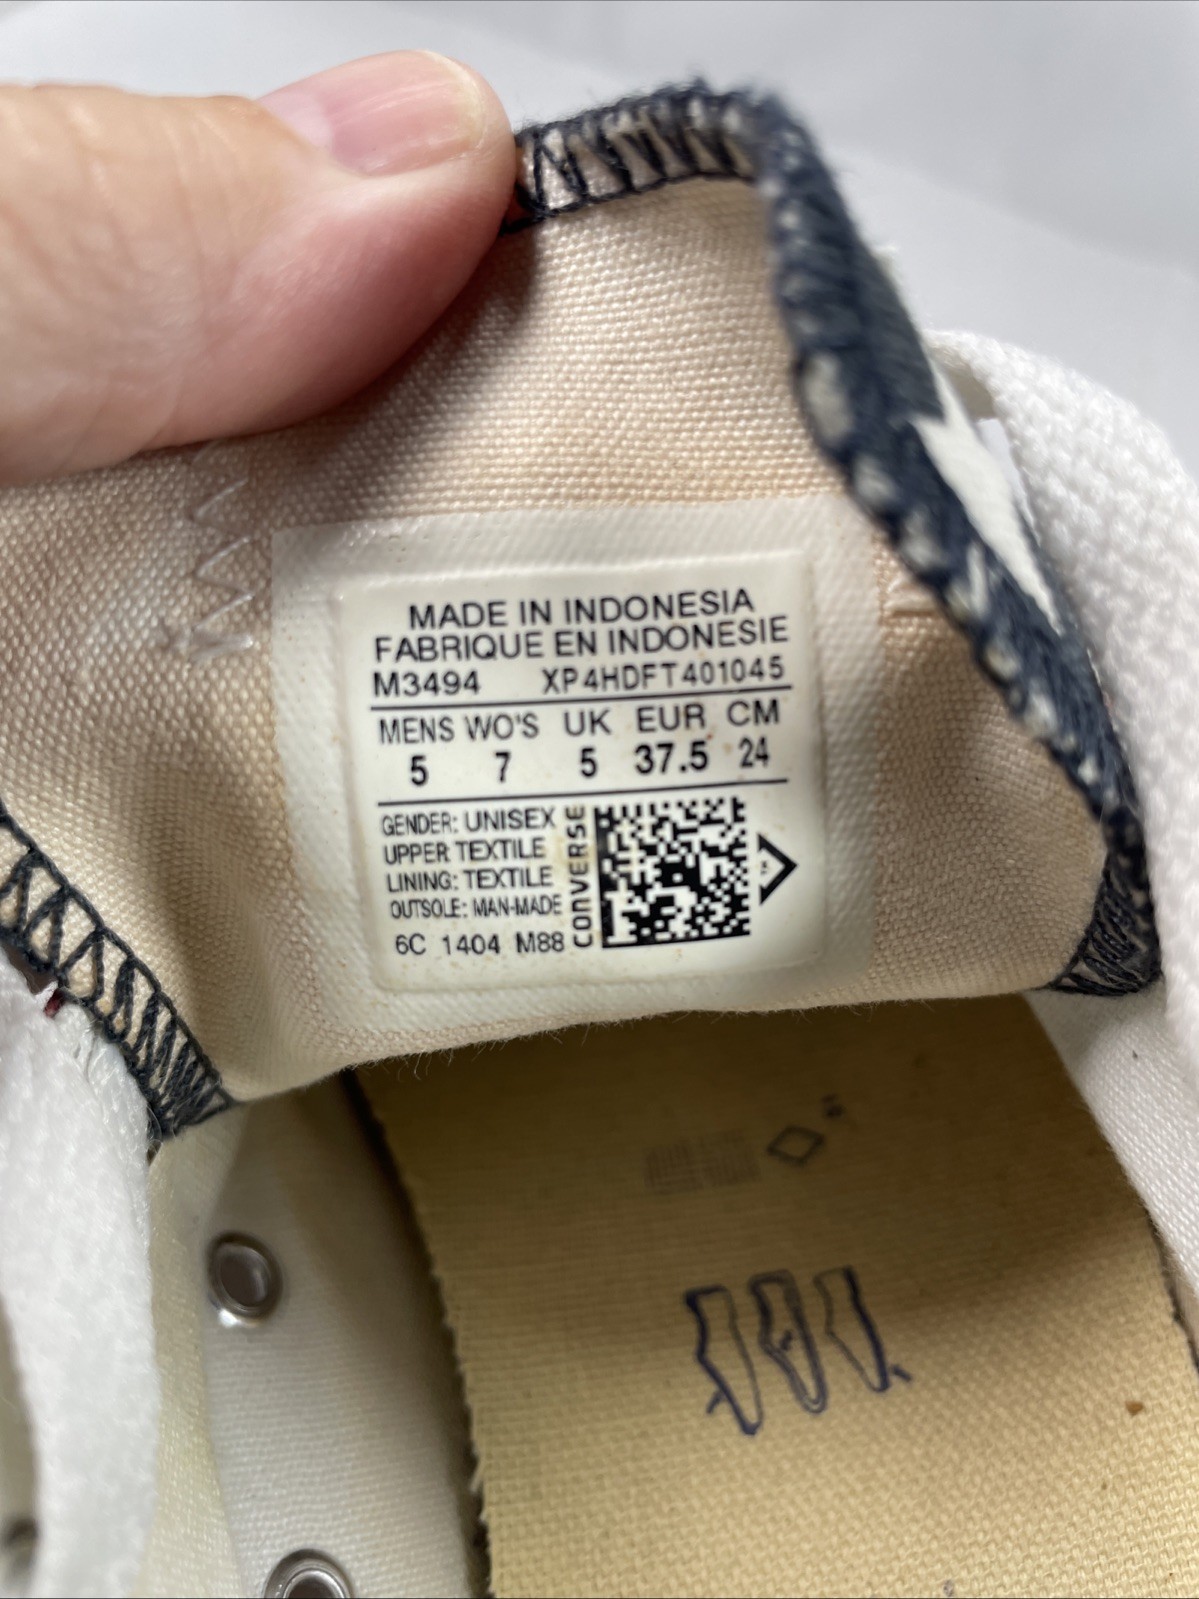 MADE IN INDONESIA
FABRIQUE EN INDONESIE
M3494 XP4HDFT401045
MENS WO'S UK EUR CM
5 7 5 37.5 24
GENDER: UNISEX
UPPER TEXTILE
LINING: TEXTILE
OUTSOLE: MAN-MADE
6C 1404 M88
CONVERSE